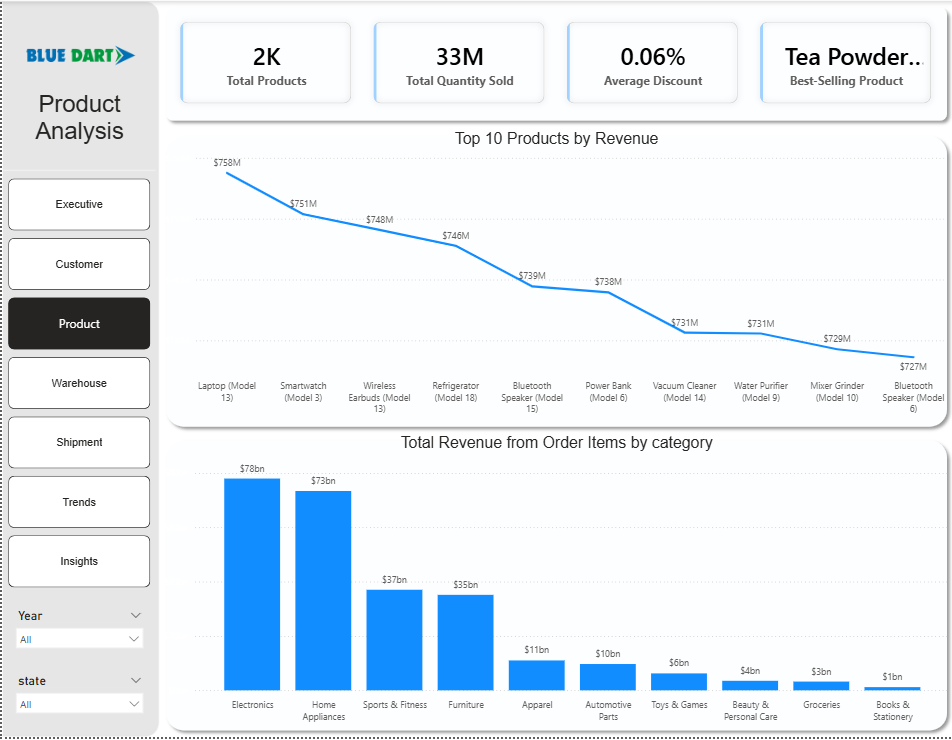 BLUE DART
Product
Analysis
Executive
Customer
Product
Warehouse
Shipment
Trends
Insights
Year
All
state
All
2K
Total Products
33M
Total Quantity Sold
0.06%
Average Discount
Tea Powder...
Best-Selling Product
Top 10 Products by Revenue
$758M
$751M
$748M
$746M
$739M
$738M
$731M
$731M
$729M
$727M
Laptop (Model
13)
Smartwatch
(Model 3)
Wireless
Earbuds (Model
13)
Refrigerator
(Model 18)
Bluetooth
Speaker (Model
15)
Power Bank
(Model 6)
Vacuum Cleaner
(Model 14)
Water Purifier
(Model 9)
Mixer Grinder
(Model 10)
Bluetooth
Speaker (Model
6)
Total Revenue from Order Items by category
$78bn
$73bn
$37bn
$35bn
$11bn
$10bn
$6bn
$4bn
$3bn
$1bn
Electronics
Home
Appliances
Sports & Fitness
Furniture
Apparel
Automotive
Parts
Toys & Games
Beauty &
Personal Care
Groceries
Books &
Stationery